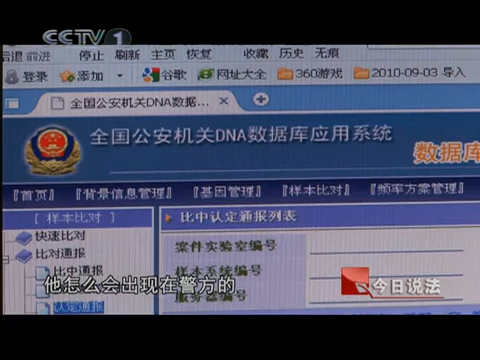 CCTV 1
后退 前进 停止 刷新 主页 恢复 收藏 历史 无痕
登录 添加 谷歌 网址大全 360游戏 2010-09-03 导入
全国公安机关DNA数据...
全国公安机关DNA数据库应用系统
数据库
『首页』 『背景信息管理』 『基因管理』 『样本比对』 『频率方案管理』
[ 样本比对 ]
比中认定通报列表
快速比对
案件实验室编号
比对通报
比中通报
样本系统编号
他怎么会出现在警方的
今日说法
认定通报
服务器编号